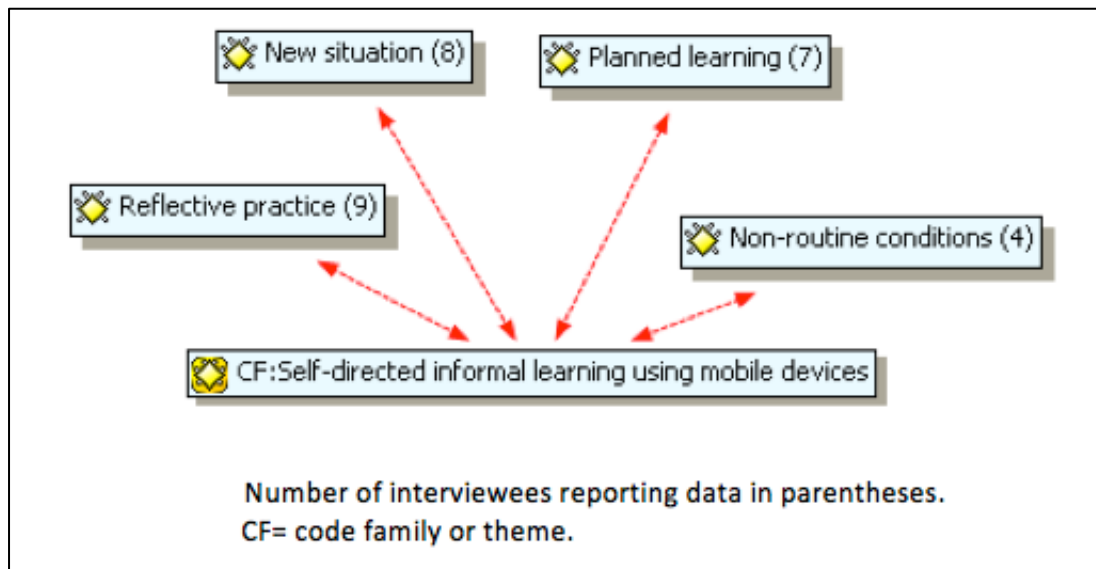 New situation (8)
Planned learning (7)
Reflective practice (9)
Non-routine conditions (4)
CF:Self-directed informal learning using mobile devices
Number of interviewees reporting data in parentheses.
CF= code family or theme.